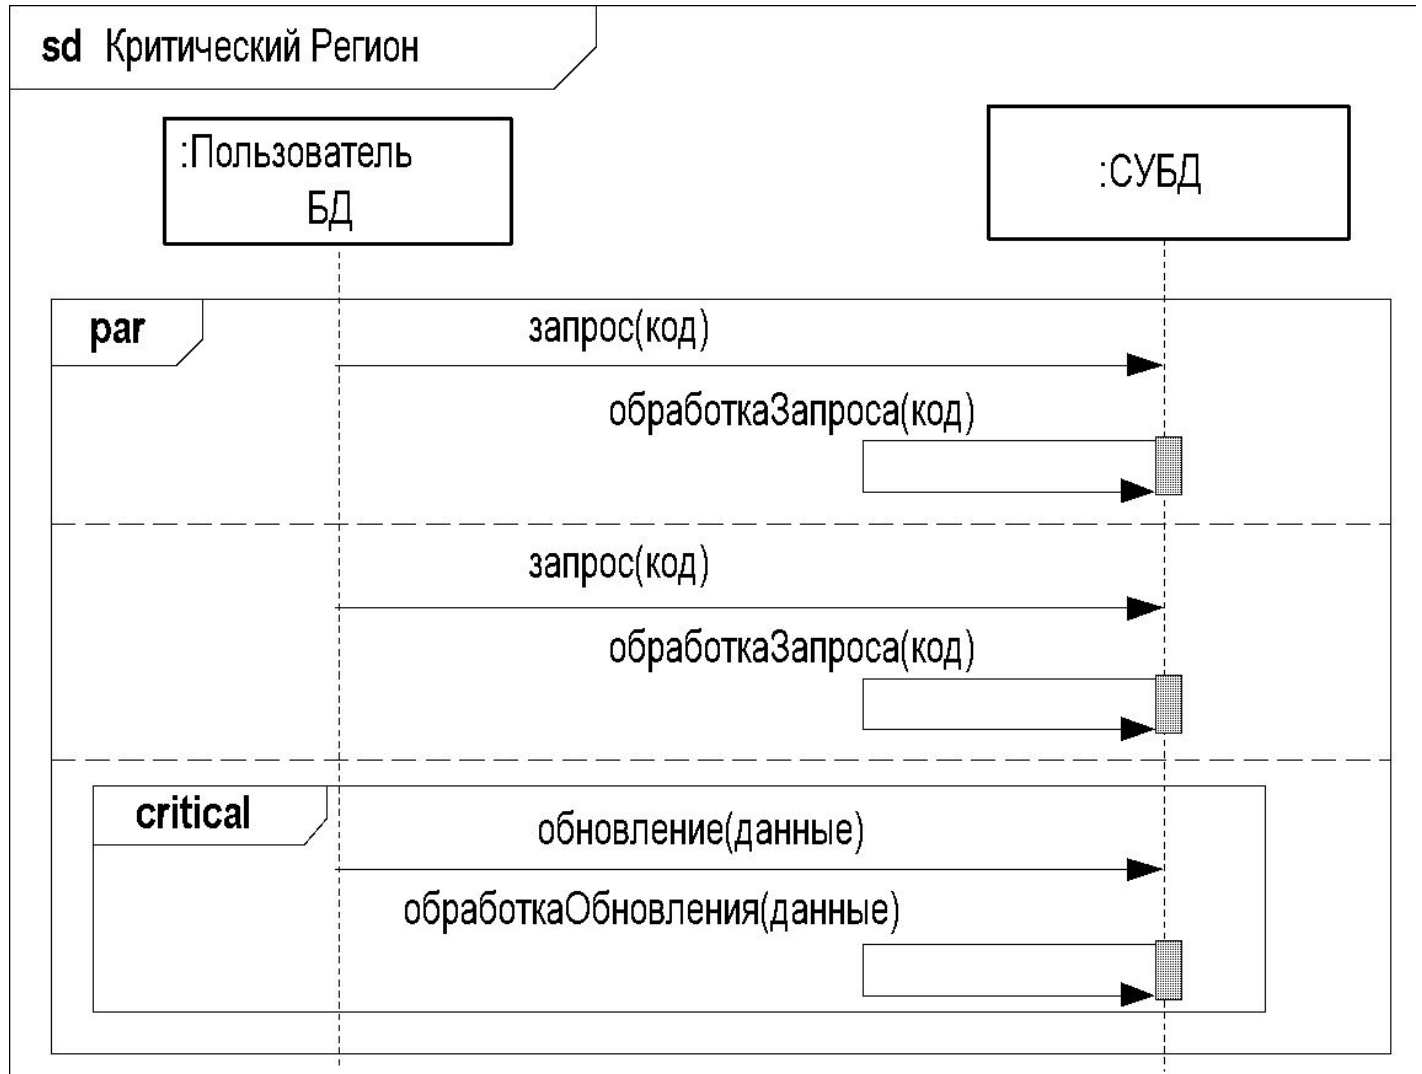 sd Критический Регион
:Пользователь
БД
:СУБД
par
запрос(код)
обработкаЗапроса(код)
запрос(код)
обработкаЗапроса(код)
critical
обновление(данные)
обработкаОбновления(данные)